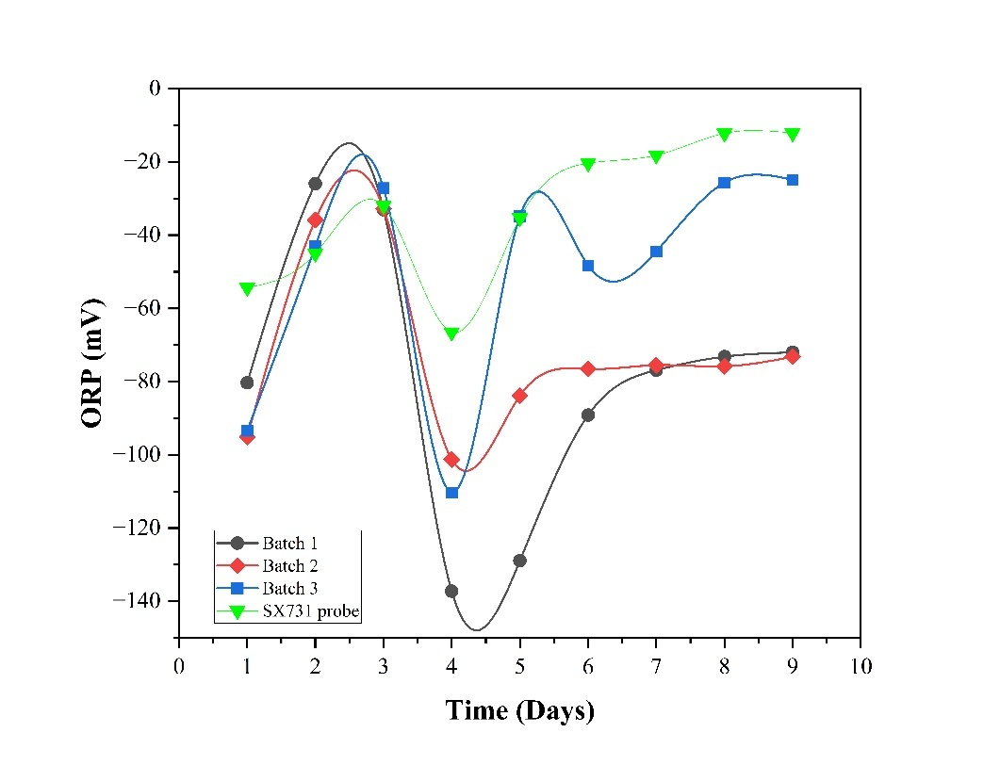 0
−20
−40
−60
−80
−100
−120
−140
ORP (mV)
Batch 1
Batch 2
Batch 3
SX731 probe
0 1 2 3 4 5 6 7 8 9 10
Time (Days)